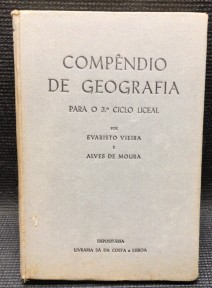 COMPÊNDIO
DE GEOGRAFIA
PARA O 3.º CICLO LICEAL
POR
EVARISTO VIEIRA
E
ALVES DE MOURA
DEPOSITÁRIA
LIVRARIA SÁ DA COSTA • LISBOA